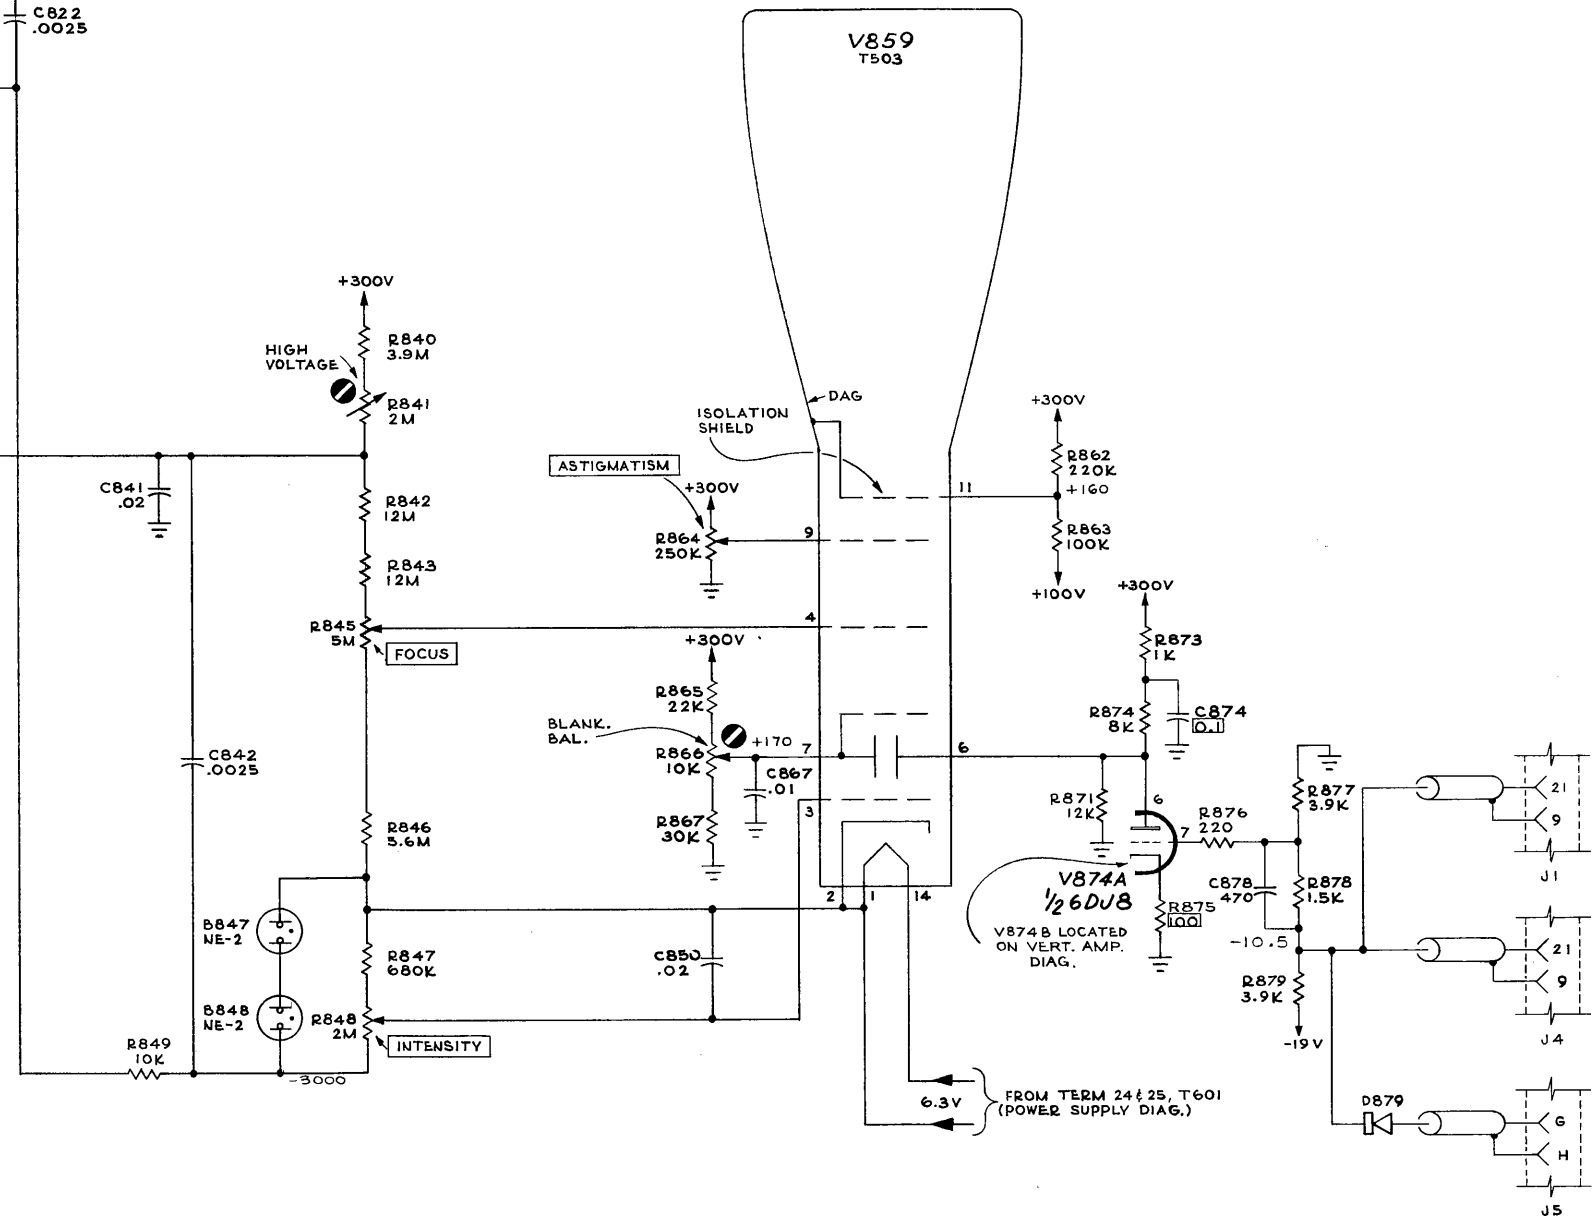 C822
.0025
V859
T503
+300V
R840
3.9M
HIGH
VOLTAGE
R841
2M
DAG
ISOLATION
SHIELD
+300V
R862
220K
+160
11
R863
100K
+100V
ASTIGMATISM
+300V
R864
250K
9
C841
.02
R842
12M
R843
12M
R845
5M
FOCUS
4
+300V
R865
22K
BLANK.
BAL.
R866
10K
+170
7
C867
.01
R867
30K
3
6
+300V
R873
1K
R874
8K
C874
0.1
R871
12K
6
7
R876
220
R877
3.9K
C878
470
R878
1.5K
-10.5
R879
3.9K
-19V
V874A
1/2 6DJ8
R875
100
V874B LOCATED
ON VERT. AMP.
DIAG.
C842
.0025
R846
5.6M
2
1
14
B847
NE-2
R847
680K
C850
.02
B848
NE-2
R848
2M
INTENSITY
R849
10K
-3000
6.3V
FROM TERM 24 & 25, T601
(POWER SUPPLY DIAG.)
21
9
J1
21
9
J4
D879
G
H
J5